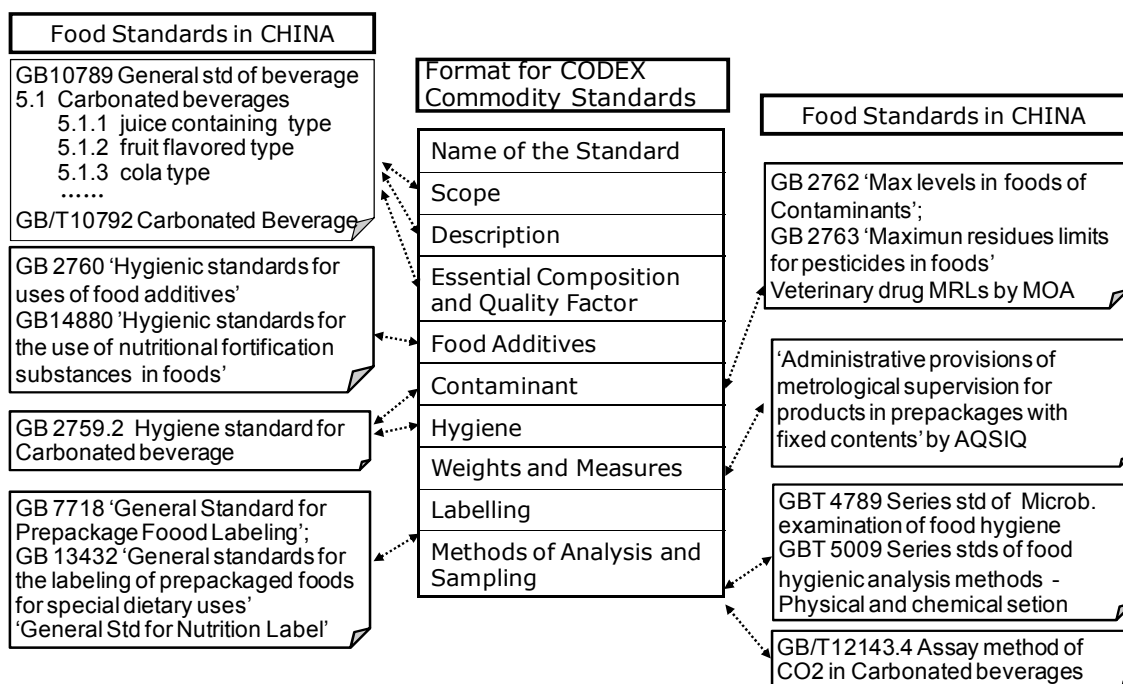 Food Standards in CHINA
GB10789 General std of beverage
5.1 Carbonated beverages
5.1.1 juice containing type
5.1.2 fruit flavored type
5.1.3 cola type
......
GB/T10792 Carbonated Beverage
GB 2760 ‘Hygienic standards for
uses of food additives’
GB14880 ’Hygienic standards for
the use of nutritional fortification
substances in foods’
GB 2759.2 Hygiene standard for
Carbonated beverage
GB 7718 ‘General Standard for
Prepackage Foood Labeling’;
GB 13432 ‘General standards for
the labeling of prepackaged foods
for special dietary uses’
‘General Std for Nutrition Label’
Format for CODEX
Commodity Standards
Name of the Standard
Scope
Description
Essential Composition
and Quality Factor
Food Additives
Contaminant
Hygiene
Weights and Measures
Labelling
Methods of Analysis and
Sampling
Food Standards in CHINA
GB 2762 ‘Max levels in foods of
Contaminants’;
GB 2763 ‘Maximun residues limits
for pesticides in foods’
Veterinary drug MRLs by MOA
‘Administrative provisions of
metrological supervision for
products in prepackages with
fixed contents’ by AQSIQ
GBT 4789 Series std of Microb.
examination of food hygiene
GBT 5009 Series stds of food
hygienic analysis methods -
Physical and chemical setion
GB/T12143.4 Assay method of
CO2 in Carbonated beverages